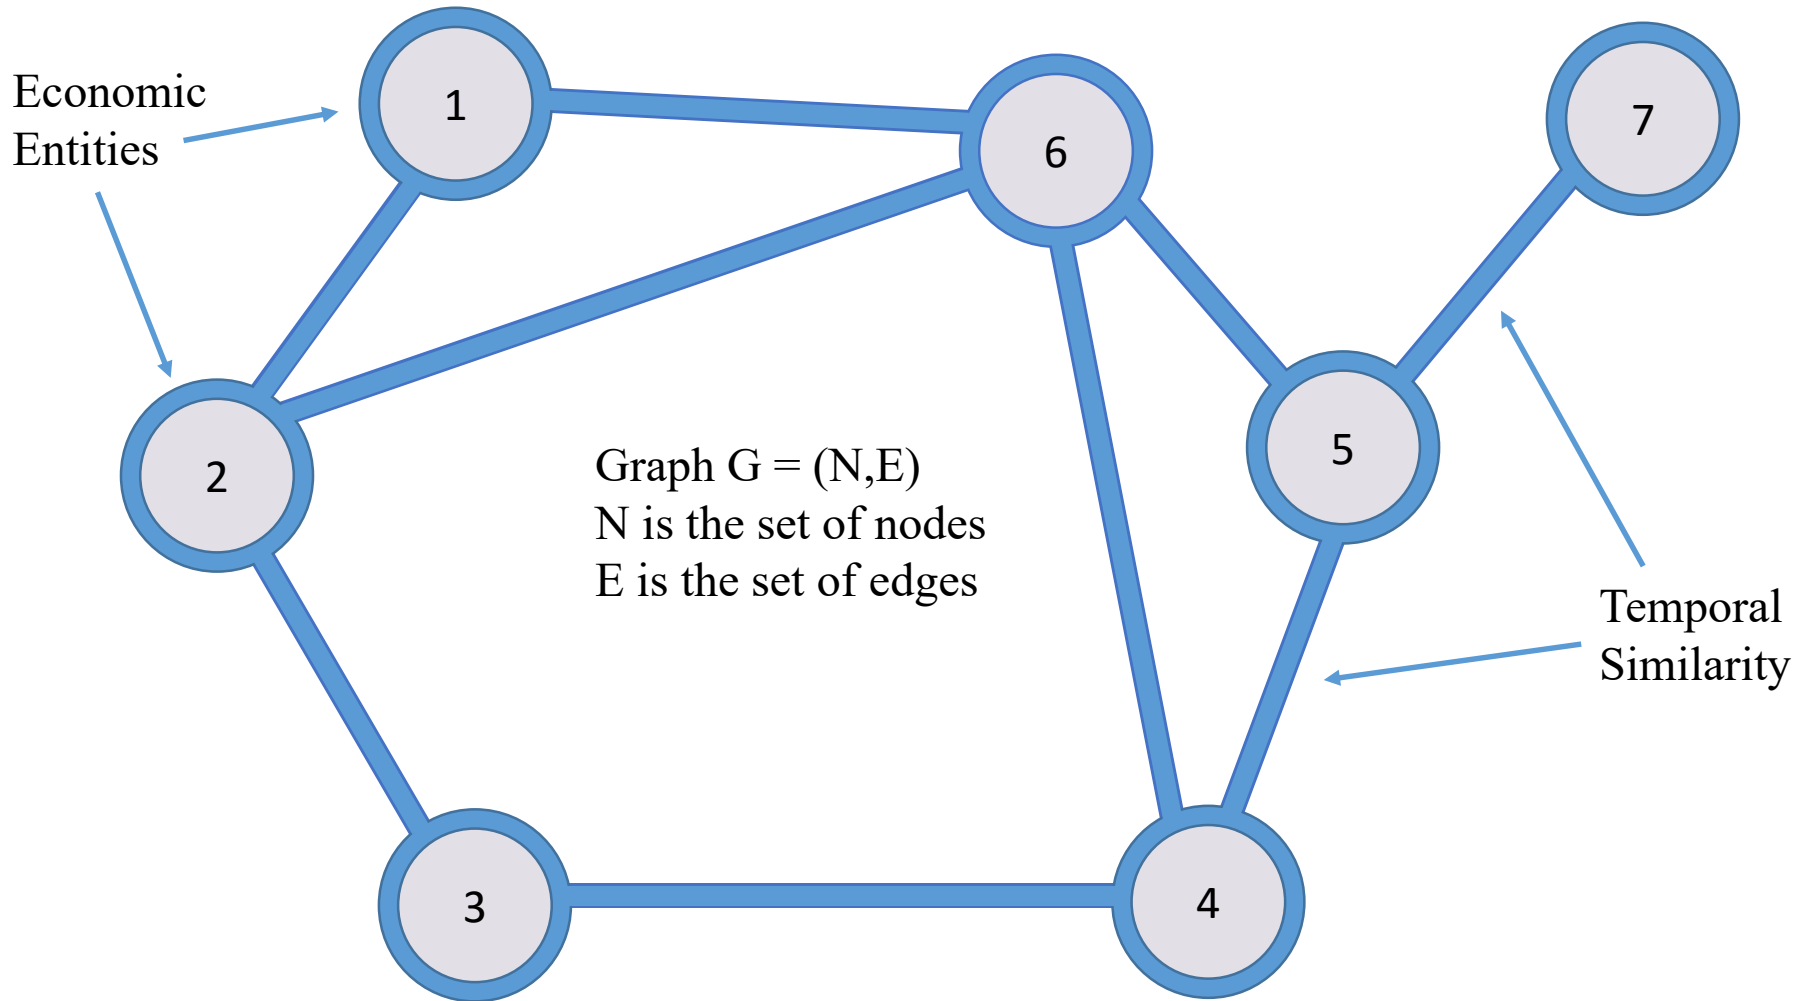 Economic
Entities
1
6
7
2
5
Graph G = (N,E)
N is the set of nodes
E is the set of edges
Temporal
Similarity
3
4